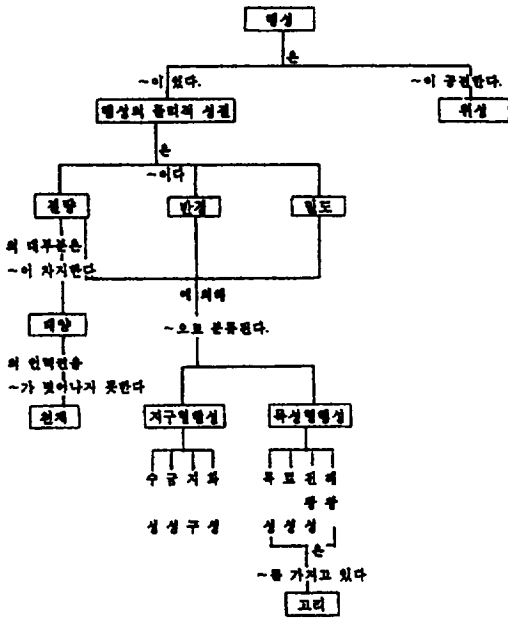 행성
은
~이 있다.
~이 공전한다.
행성의 물리적 성질
위성
은
~이다
질량
반경
밀도
의 대부분은
~이 차지한다
에 의해
태양
~으로 분류된다.
의 인력권을
~가 벗어나지 못한다
천체
지구형행성
목성형행성
수 금 지 화
목 토 천 해
왕 왕
성 성 구 성
성 성 성
은
~를 가지고 있다
고리